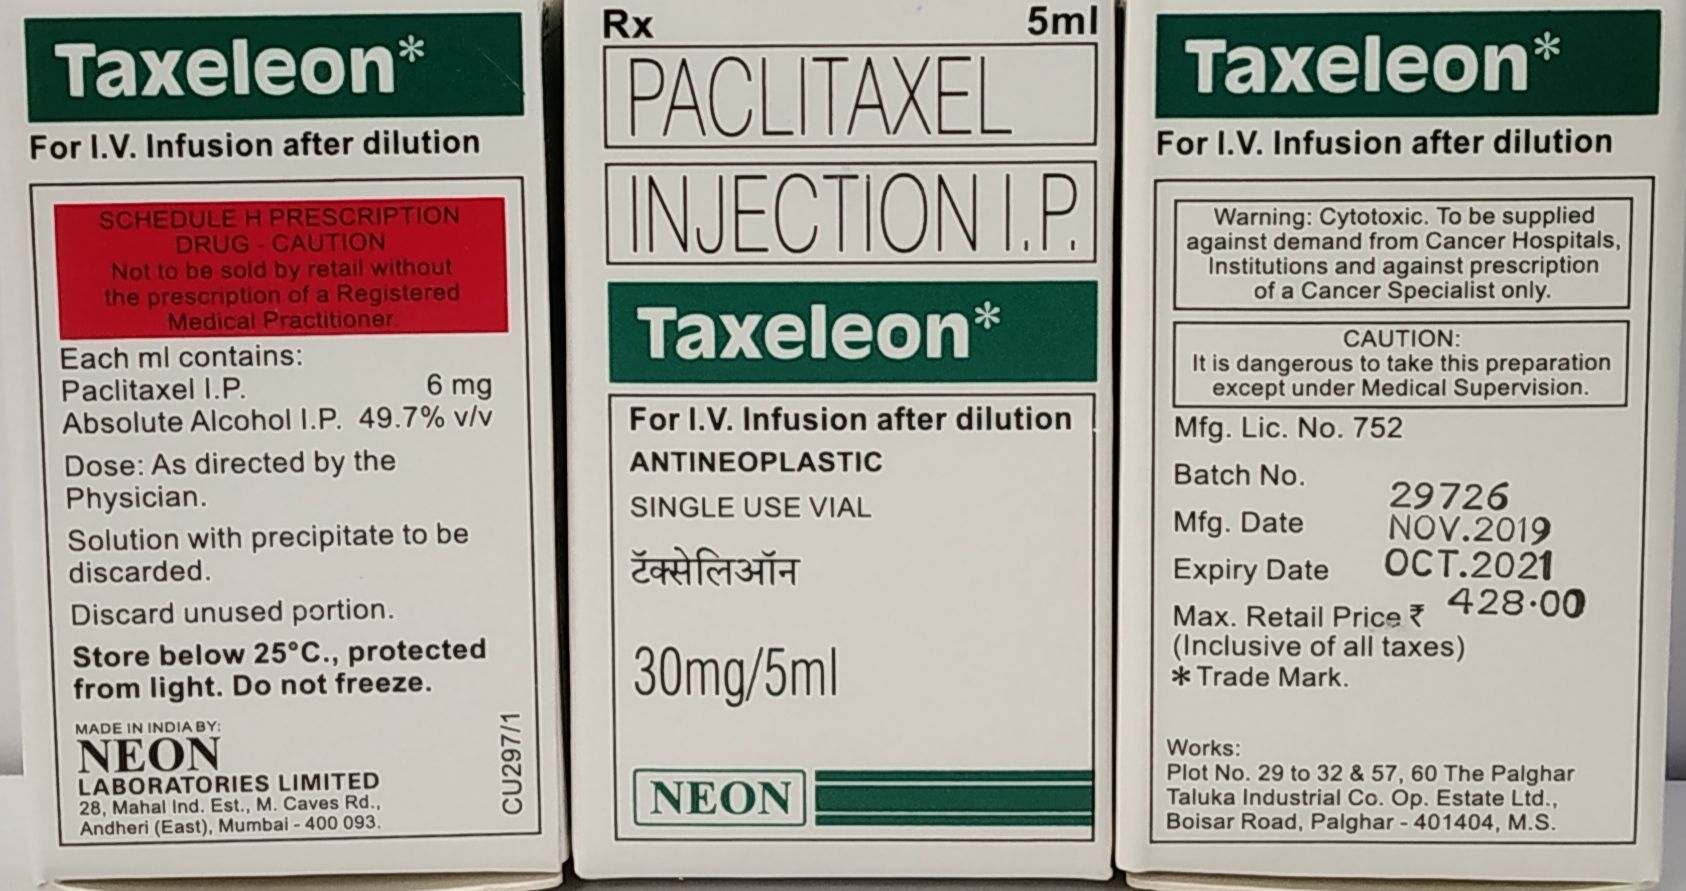 Taxeleon*
For I.V. Infusion after dilution
SCHEDULE H PRESCRIPTION
DRUG - CAUTION
Not to be sold by retail without
the prescription of a Registered
Medical Practitioner.
Each ml contains:
Paclitaxel I.P. 6 mg
Absolute Alcohol I.P. 49.7% v/v
Dose: As directed by the
Physician.
Solution with precipitate to be
discarded.
Discard unused portion.
Store below 25°C., protected
from light. Do not freeze.
MADE IN INDIA BY:
NEON
LABORATORIES LIMITED
28, Mahal Ind. Est., M. Caves Rd.,
Andheri (East), Mumbai - 400 093.
CU297/1
Rx 5ml
PACLITAXEL
INJECTION I.P.
Taxeleon*
For I.V. Infusion after dilution
ANTINEOPLASTIC
SINGLE USE VIAL
टॅक्सेलिऑन
30mg/5ml
NEON
Taxeleon*
For I.V. Infusion after dilution
Warning: Cytotoxic. To be supplied
against demand from Cancer Hospitals,
Institutions and against prescription
of a Cancer Specialist only.
CAUTION:
It is dangerous to take this preparation
except under Medical Supervision.
Mfg. Lic. No. 752
Batch No. 29726
Mfg. Date NOV.2019
Expiry Date OCT.2021
Max. Retail Price ₹ 428·00
(Inclusive of all taxes)
* Trade Mark.
Works:
Plot No. 29 to 32 & 57, 60 The Palghar
Taluka Industrial Co. Op. Estate Ltd.,
Boisar Road, Palghar - 401404, M.S.